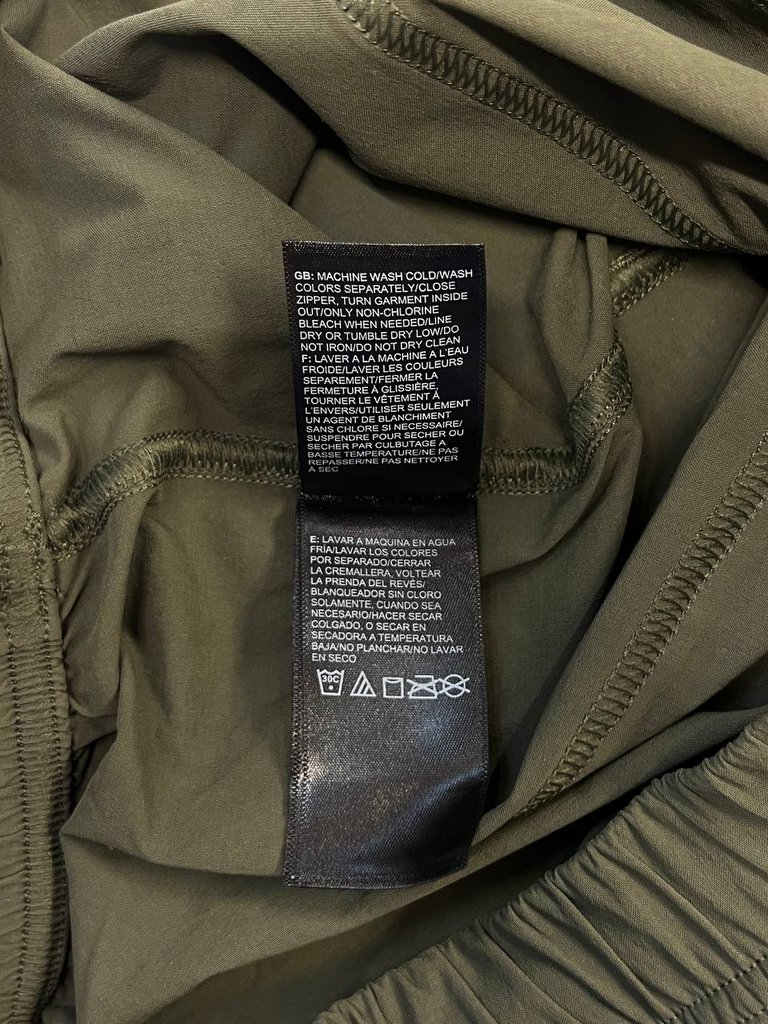 GB: MACHINE WASH COLD/WASH
COLORS SEPARATELY/CLOSE
ZIPPER, TURN GARMENT INSIDE
OUT/ONLY NON-CHLORINE
BLEACH WHEN NEEDED/LINE
DRY OR TUMBLE DRY LOW/DO
NOT IRON/DO NOT DRY CLEAN
F: LAVER A LA MACHINE A L'EAU
FROIDE/LAVER LES COULEURS
SEPAREMENT/FERMER LA
FERMETURE À GLISSIÈRE,
TOURNER LE VÊTEMENT À
L'ENVERS/UTILISER SEULEMENT
UN AGENT DE BLANCHIMENT
SANS CHLORE SI NECESSAIRE/
SUSPENDRE POUR SECHER OU
SECHER PAR CULBUTAGE A
BASSE TEMPERATURE/NE PAS
REPASSER/NE PAS NETTOYER
À SEC
E: LAVAR A MAQUINA EN AGUA
FRÍA/LAVAR LOS COLORES
POR SEPARADO/CERRAR
LA CREMALLERA, VOLTEAR
LA PRENDA DEL REVÉS/
BLANQUEADOR SIN CLORO
SOLAMENTE, CUANDO SEA
NECESARIO/HACER SECAR
COLGADO, O SECAR EN
SECADORA A TEMPERATURA
BAJA/NO PLANCHAR/NO LAVAR
EN SECO
30C